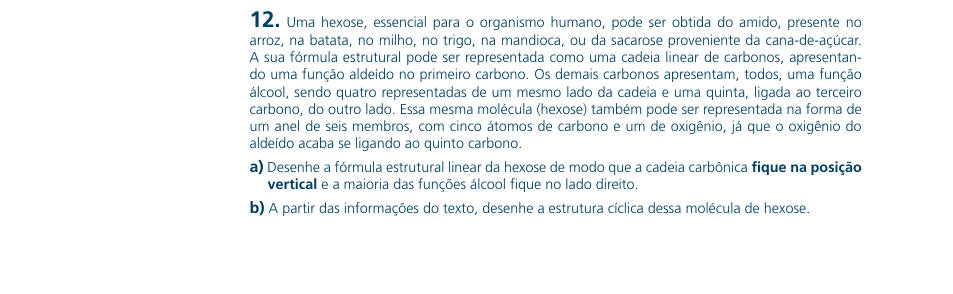 12. Uma hexose, essencial para o organismo humano, pode ser obtida do amido, presente no
arroz, na batata, no milho, no trigo, na mandioca, ou da sacarose proveniente da cana-de-açúcar.
A sua fórmula estrutural pode ser representada como uma cadeia linear de carbonos, apresentan-
do uma função aldeído no primeiro carbono. Os demais carbonos apresentam, todos, uma função
álcool, sendo quatro representadas de um mesmo lado da cadeia e uma quinta, ligada ao terceiro
carbono, do outro lado. Essa mesma molécula (hexose) também pode ser representada na forma de
um anel de seis membros, com cinco átomos de carbono e um de oxigênio, já que o oxigênio do
aldeído acaba se ligando ao quinto carbono.
a) Desenhe a fórmula estrutural linear da hexose de modo que a cadeia carbônica fique na posição
vertical e a maioria das funções álcool fique no lado direito.
b) A partir das informações do texto, desenhe a estrutura cíclica dessa molécula de hexose.